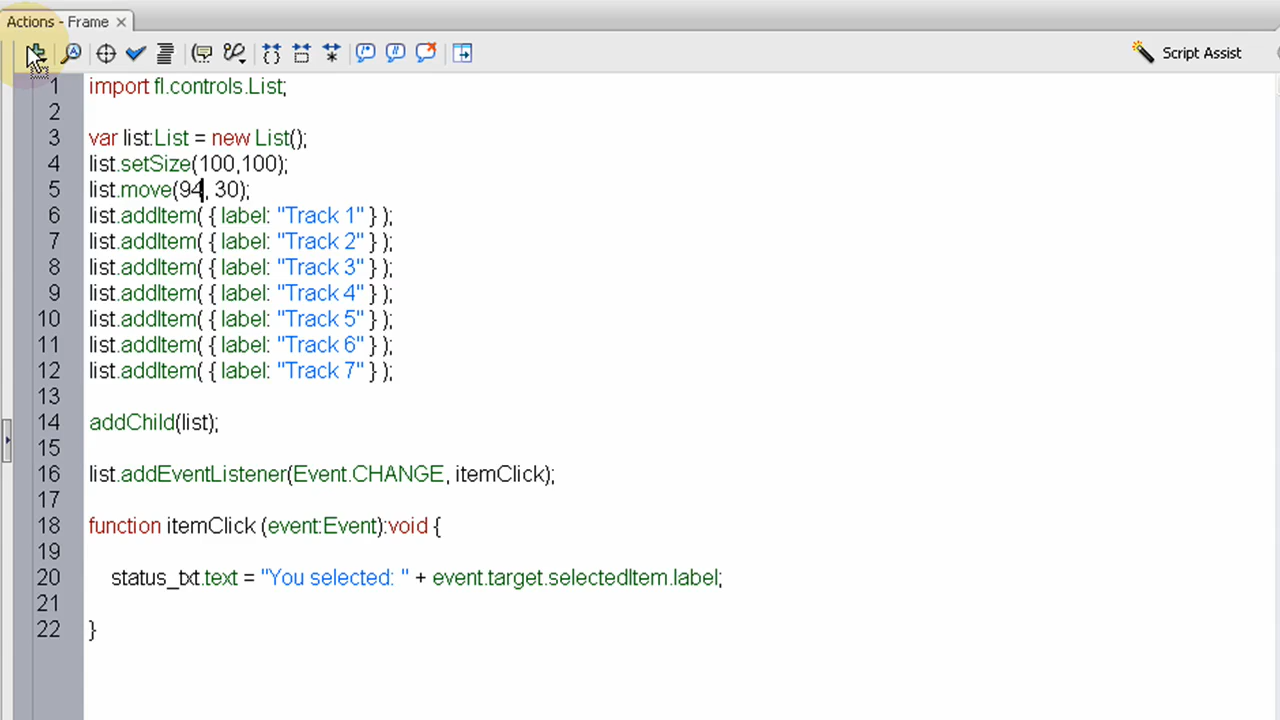 Actions - Frame
Script Assist
1 import fl.controls.List;
2
3 var list:List = new List();
4 list.setSize(100,100);
5 list.move(94, 30);
6 list.addItem( { label: "Track 1" } );
7 list.addItem( { label: "Track 2" } );
8 list.addItem( { label: "Track 3" } );
9 list.addItem( { label: "Track 4" } );
10 list.addItem( { label: "Track 5" } );
11 list.addItem( { label: "Track 6" } );
12 list.addItem( { label: "Track 7" } );
13
14 addChild(list);
15
16 list.addEventListener(Event.CHANGE, itemClick);
17
18 function itemClick (event:Event):void {
19
20 status_txt.text = "You selected: " + event.target.selectedItem.label;
21
22 }